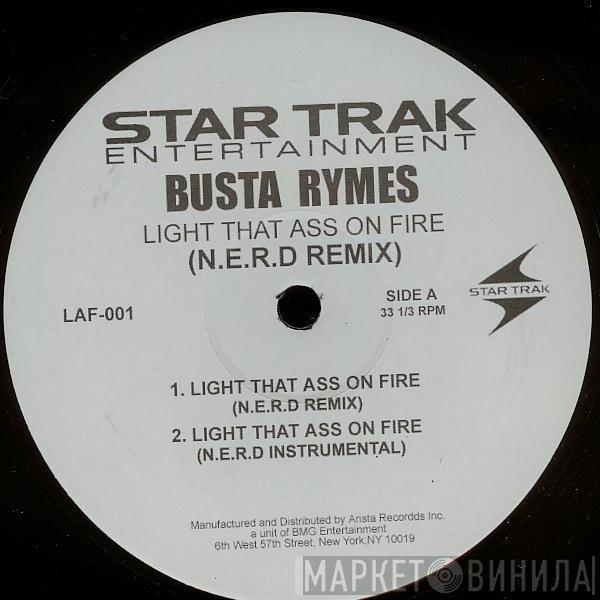 STAR TRAK
ENTERTAINMENT
BUSTA RYMES
LIGHT THAT ASS ON FIRE
(N.E.R.D REMIX)
LAF-001
SIDE A
33 1/3 RPM
STAR TRAK
1. LIGHT THAT ASS ON FIRE
(N.E.R.D REMIX)
2. LIGHT THAT ASS ON FIRE
(N.E.R.D INSTRUMENTAL)
Manufactured and Distributed by Arista Recordds Inc.
a unit of BMG Entertainment
6th West 57th Street, New York,NY 10019
МАРКЕТ ВИНИЛА